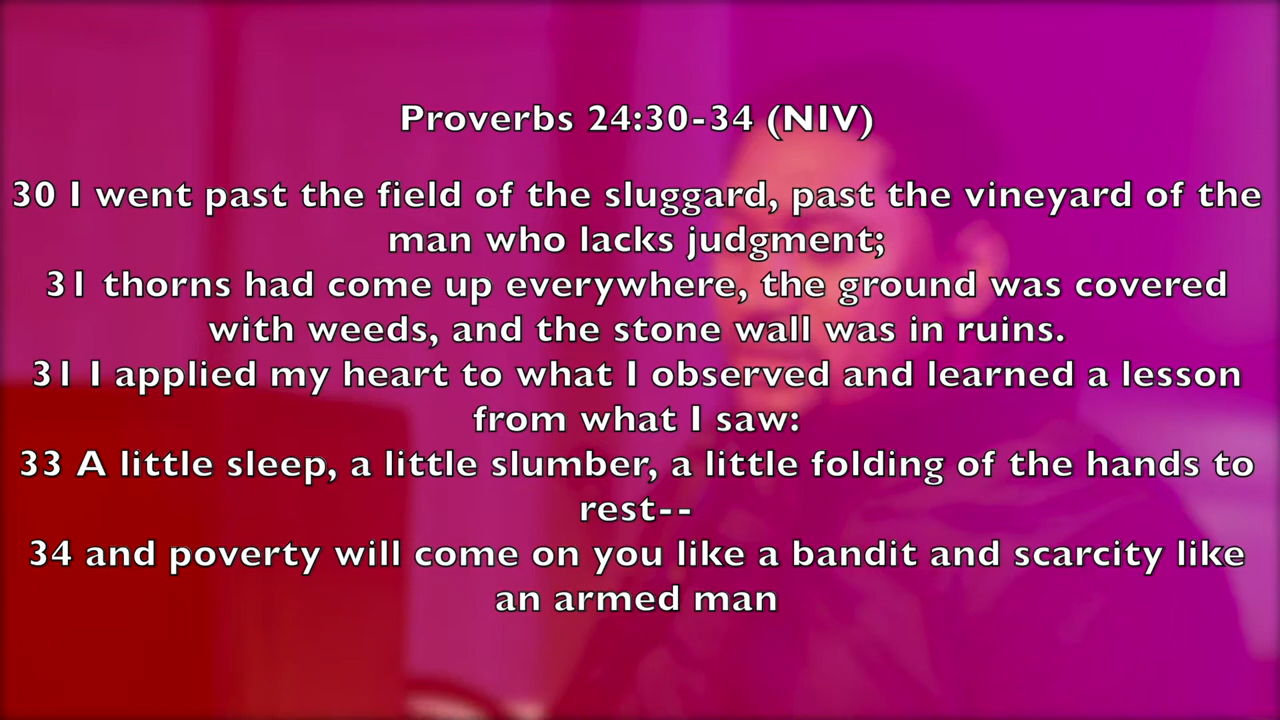 Proverbs 24:30-34 (NIV)
30 I went past the field of the sluggard, past the vineyard of the
man who lacks judgment;
31 thorns had come up everywhere, the ground was covered
with weeds, and the stone wall was in ruins.
31 I applied my heart to what I observed and learned a lesson
from what I saw:
33 A little sleep, a little slumber, a little folding of the hands to
rest--
34 and poverty will come on you like a bandit and scarcity like
an armed man